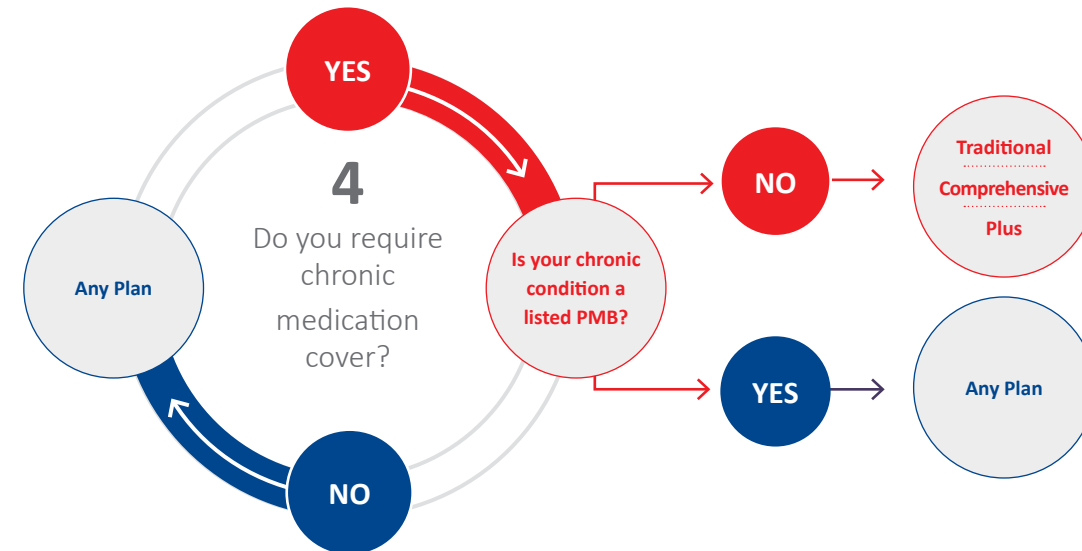 YES
4
Do you require
chronic
medication
cover?
NO
Any Plan
Is your chronic
condition a
listed PMB?
NO
Traditional
Comprehensive
Plus
YES
Any Plan